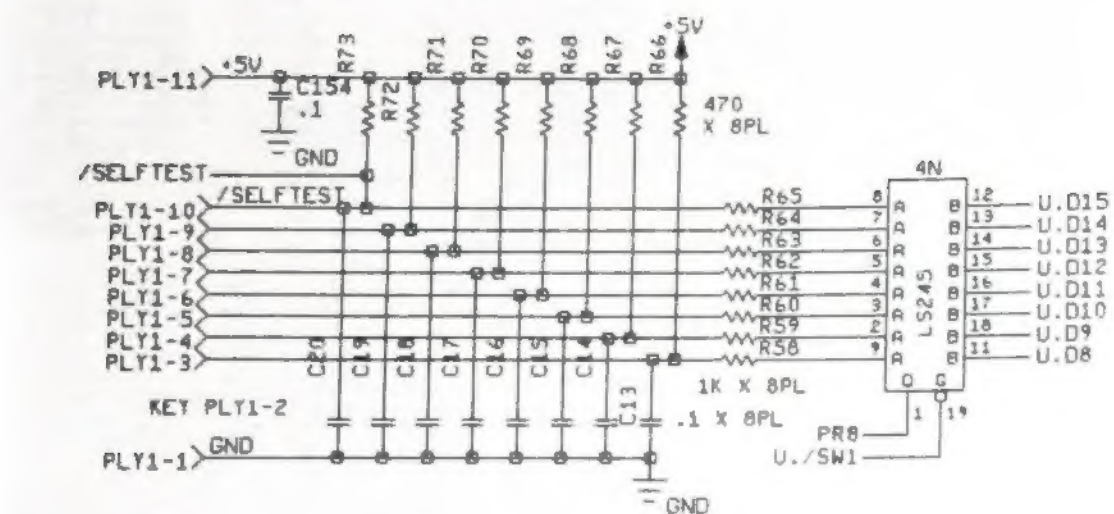 R73
R72
R71
R70
R69
R68
R67
R66
+5V
PLY1-11
+5V
C154
.1
GND
470
X 8PL
/SELFTEST
/SELFTEST
PLY1-10
PLY1-9
PLY1-8
PLY1-7
PLY1-6
PLY1-5
PLY1-4
PLY1-3
R65
R64
R63
R62
R61
R60
R59
R58
4N
8 A B 12 U.D15
7 A B 13 U.D14
6 A B 14 U.D13
5 A B 15 U.D12
4 A B 16 U.D11
3 A B 17 U.D10
2 A B 18 U.D9
9 A B 11 U.D8
LS245
D G
1 19
C20
C19
C18
C17
C16
C15
C14
C13
1K X 8PL
.1 X 8PL
KEY PLY1-2
PR8
U./SW1
PLY1-1
GND
GND